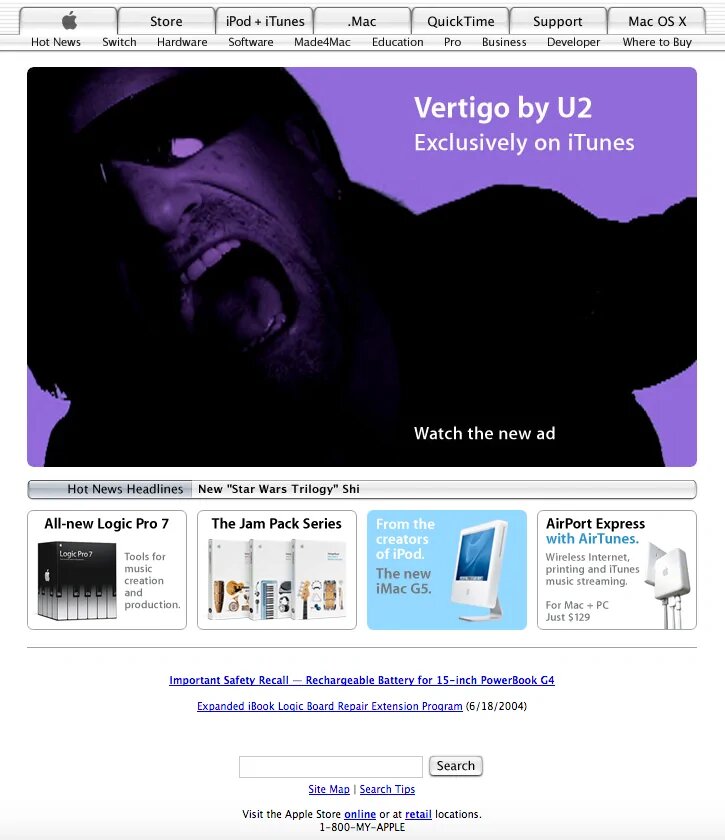 Store iPod + iTunes .Mac QuickTime Support Mac OS X
Hot News Switch Hardware Software Made4Mac Education Pro Business Developer Where to Buy
Vertigo by U2
Exclusively on iTunes
Watch the new ad
Hot News Headlines New "Star Wars Trilogy" Shi
All-new Logic Pro 7
Logic Pro 7
Tools for
music
creation
and
production.
The Jam Pack Series
From the
creators
of iPod.
The new
iMac G5.
AirPort Express
with AirTunes.
Wireless Internet,
printing and iTunes
music streaming.
For Mac + PC
Just $129
Important Safety Recall — Rechargeable Battery for 15-inch PowerBook G4
Expanded iBook Logic Board Repair Extension Program (6/18/2004)
Search
Site Map | Search Tips
Visit the Apple Store online or at retail locations.
1-800-MY-APPLE